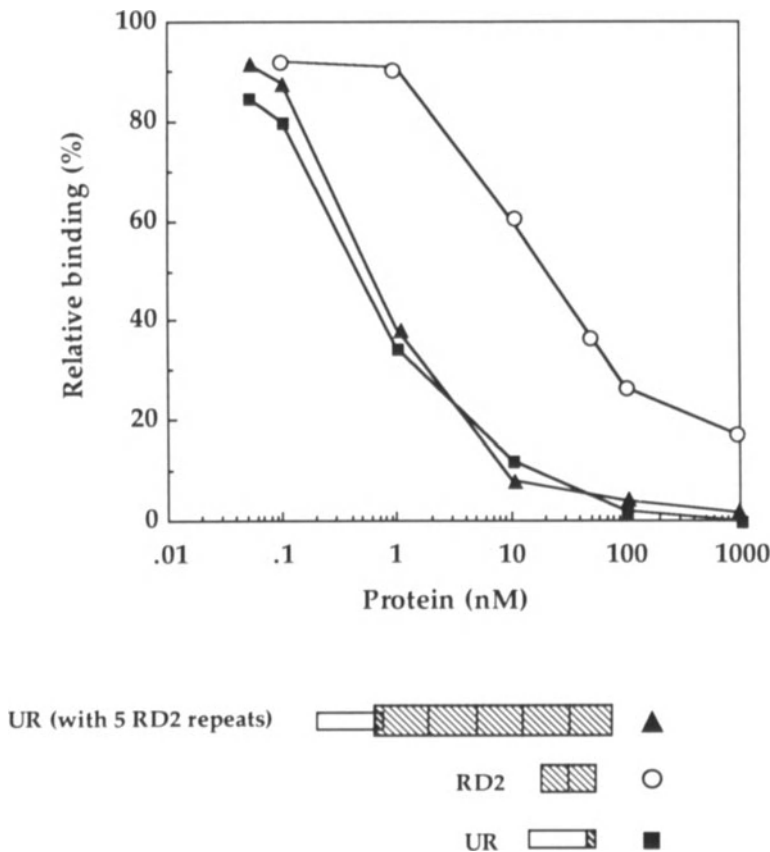 100
80
60
40
20
0
Relative binding (%)
.01 .1 1 10 100 1000
Protein (nM)
UR (with 5 RD2 repeats)
RD2
UR